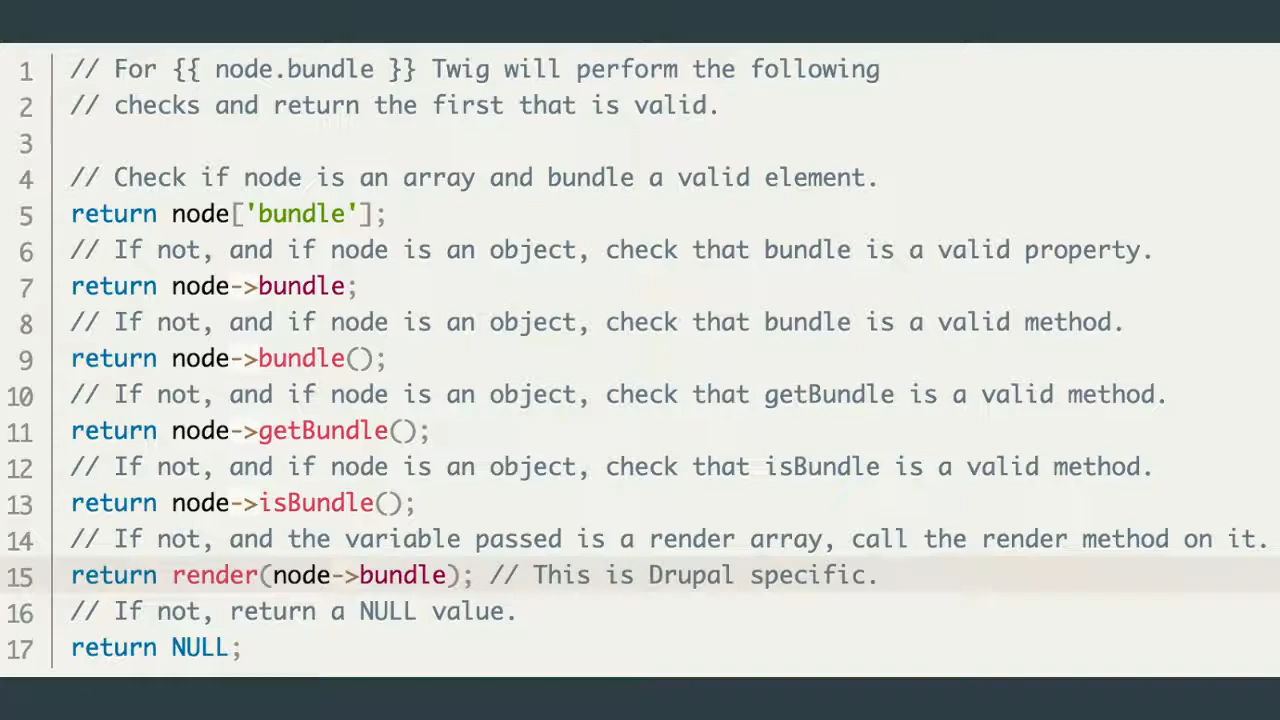 1 // For {{ node.bundle }} Twig will perform the following
2 // checks and return the first that is valid.
3
4 // Check if node is an array and bundle a valid element.
5 return node['bundle'];
6 // If not, and if node is an object, check that bundle is a valid property.
7 return node->bundle;
8 // If not, and if node is an object, check that bundle is a valid method.
9 return node->bundle();
10 // If not, and if node is an object, check that getBundle is a valid method.
11 return node->getBundle();
12 // If not, and if node is an object, check that isBundle is a valid method.
13 return node->isBundle();
14 // If not, and the variable passed is a render array, call the render method on it.
15 return render(node->bundle); // This is Drupal specific.
16 // If not, return a NULL value.
17 return NULL;